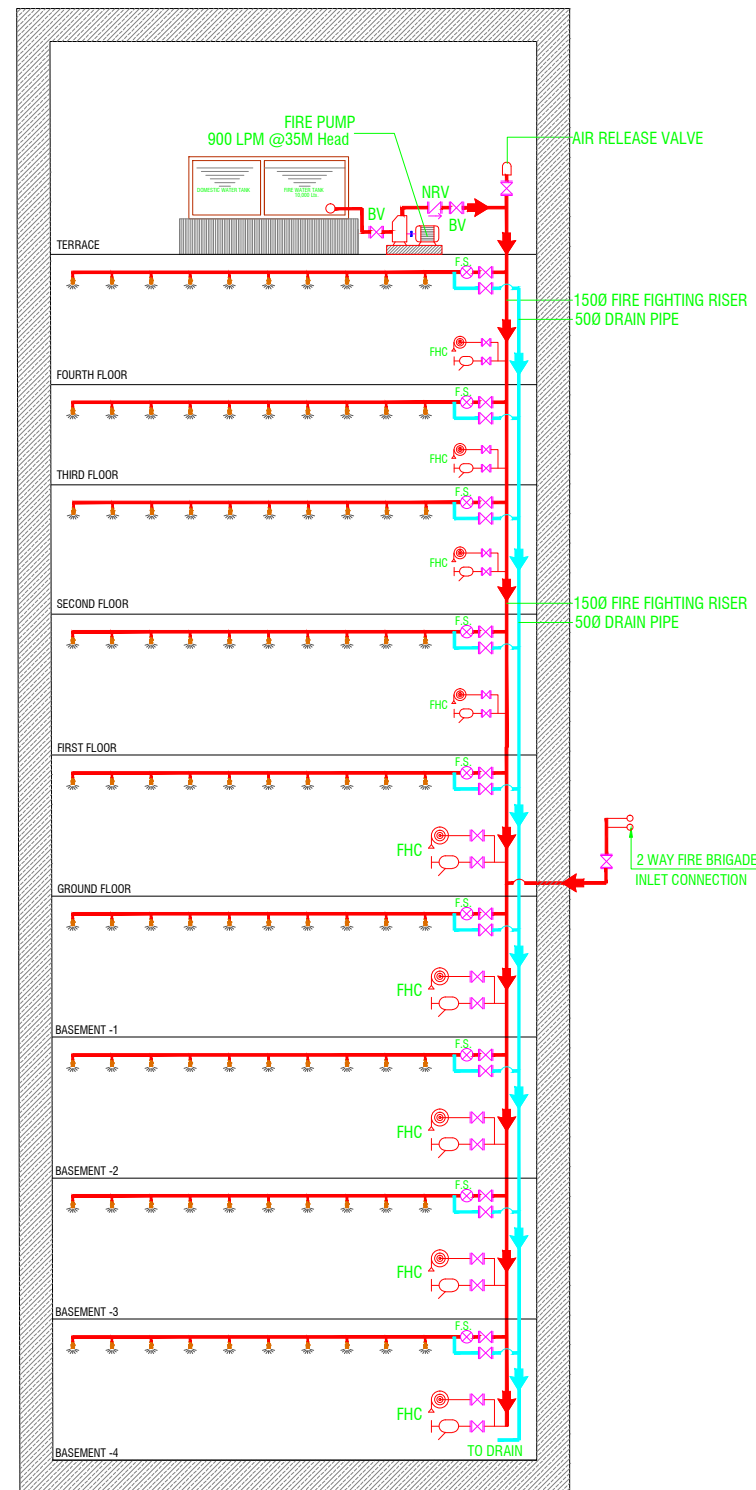 FIRE PUMP
900 LPM @35M Head
AIR RELEASE VALVE
DOMESTIC WATER TANK
FIRE WATER TANK
10,000 Ltr.
BV
NRV
BV
TERRACE
F.S.
150Ø FIRE FIGHTING RISER
50Ø DRAIN PIPE
FHC
FOURTH FLOOR
F.S.
FHC
THIRD FLOOR
F.S.
FHC
SECOND FLOOR
150Ø FIRE FIGHTING RISER
50Ø DRAIN PIPE
F.S.
FHC
FIRST FLOOR
F.S.
FHC
2 WAY FIRE BRIGADE
INLET CONNECTION
GROUND FLOOR
F.S.
FHC
BASEMENT -1
F.S.
FHC
BASEMENT -2
F.S.
FHC
BASEMENT -3
F.S.
FHC
TO DRAIN
BASEMENT -4